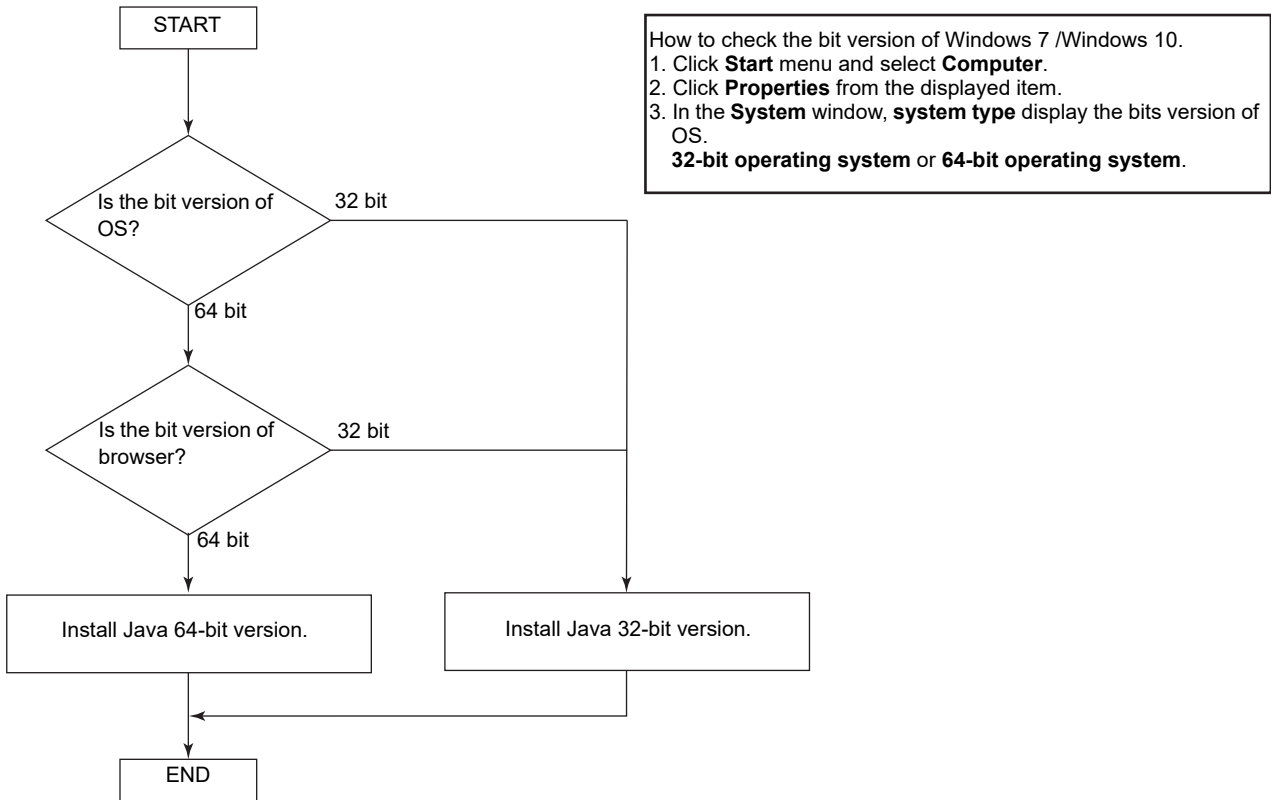 START
How to check the bit version of Windows 7 /Windows 10.
1. Click Start menu and select Computer.
2. Click Properties from the displayed item.
3. In the System window, system type display the bits version of
OS.
32-bit operating system or 64-bit operating system.
Is the bit version of
OS?
32 bit
64 bit
Is the bit version of
browser?
32 bit
64 bit
Install Java 64-bit version.
Install Java 32-bit version.
END